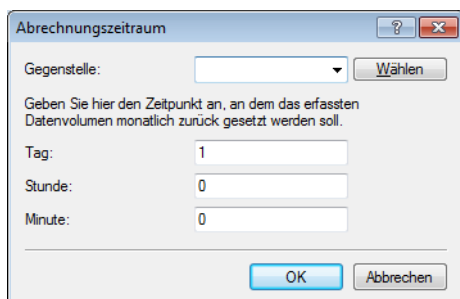 Abrechnungszeitraum
Gegenstelle: Wählen
Geben Sie hier den Zeitpunkt an, an dem das erfassten
Datenvolumen monatlich zurück gesetzt werden soll.
Tag: 1
Stunde: 0
Minute: 0
OK Abbrechen